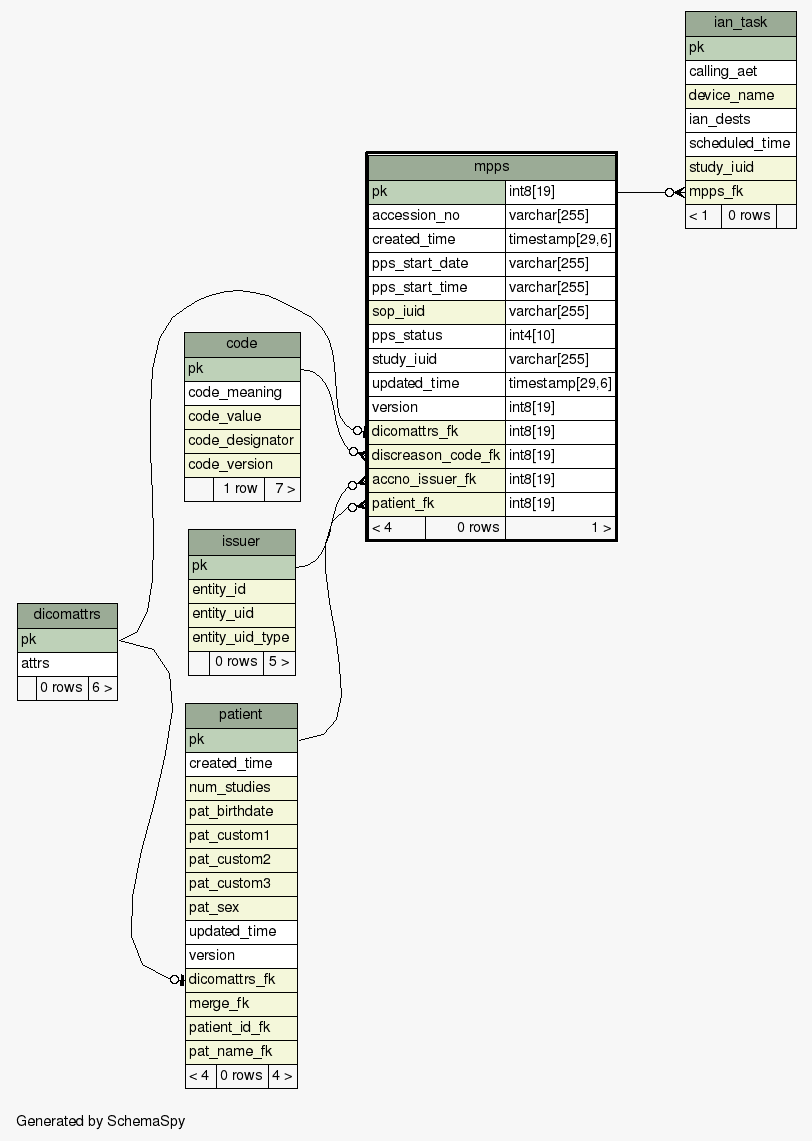 ian_task
pk
calling_aet
device_name
ian_dests
scheduled_time
study_iuid
mpps_fk
< 1 0 rows
mpps
pk int8[19]
accession_no varchar[255]
created_time timestamp[29,6]
pps_start_date varchar[255]
pps_start_time varchar[255]
sop_iuid varchar[255]
pps_status int4[10]
study_iuid varchar[255]
updated_time timestamp[29,6]
version int8[19]
dicomattrs_fk int8[19]
discreason_code_fk int8[19]
accno_issuer_fk int8[19]
patient_fk int8[19]
< 4 0 rows 1 >
code
pk
code_meaning
code_value
code_designator
code_version
1 row 7 >
issuer
pk
entity_id
entity_uid
entity_uid_type
0 rows 5 >
dicomattrs
pk
attrs
0 rows 6 >
patient
pk
created_time
num_studies
pat_birthdate
pat_custom1
pat_custom2
pat_custom3
pat_sex
updated_time
version
dicomattrs_fk
merge_fk
patient_id_fk
pat_name_fk
< 4 0 rows 4 >
Generated by SchemaSpy